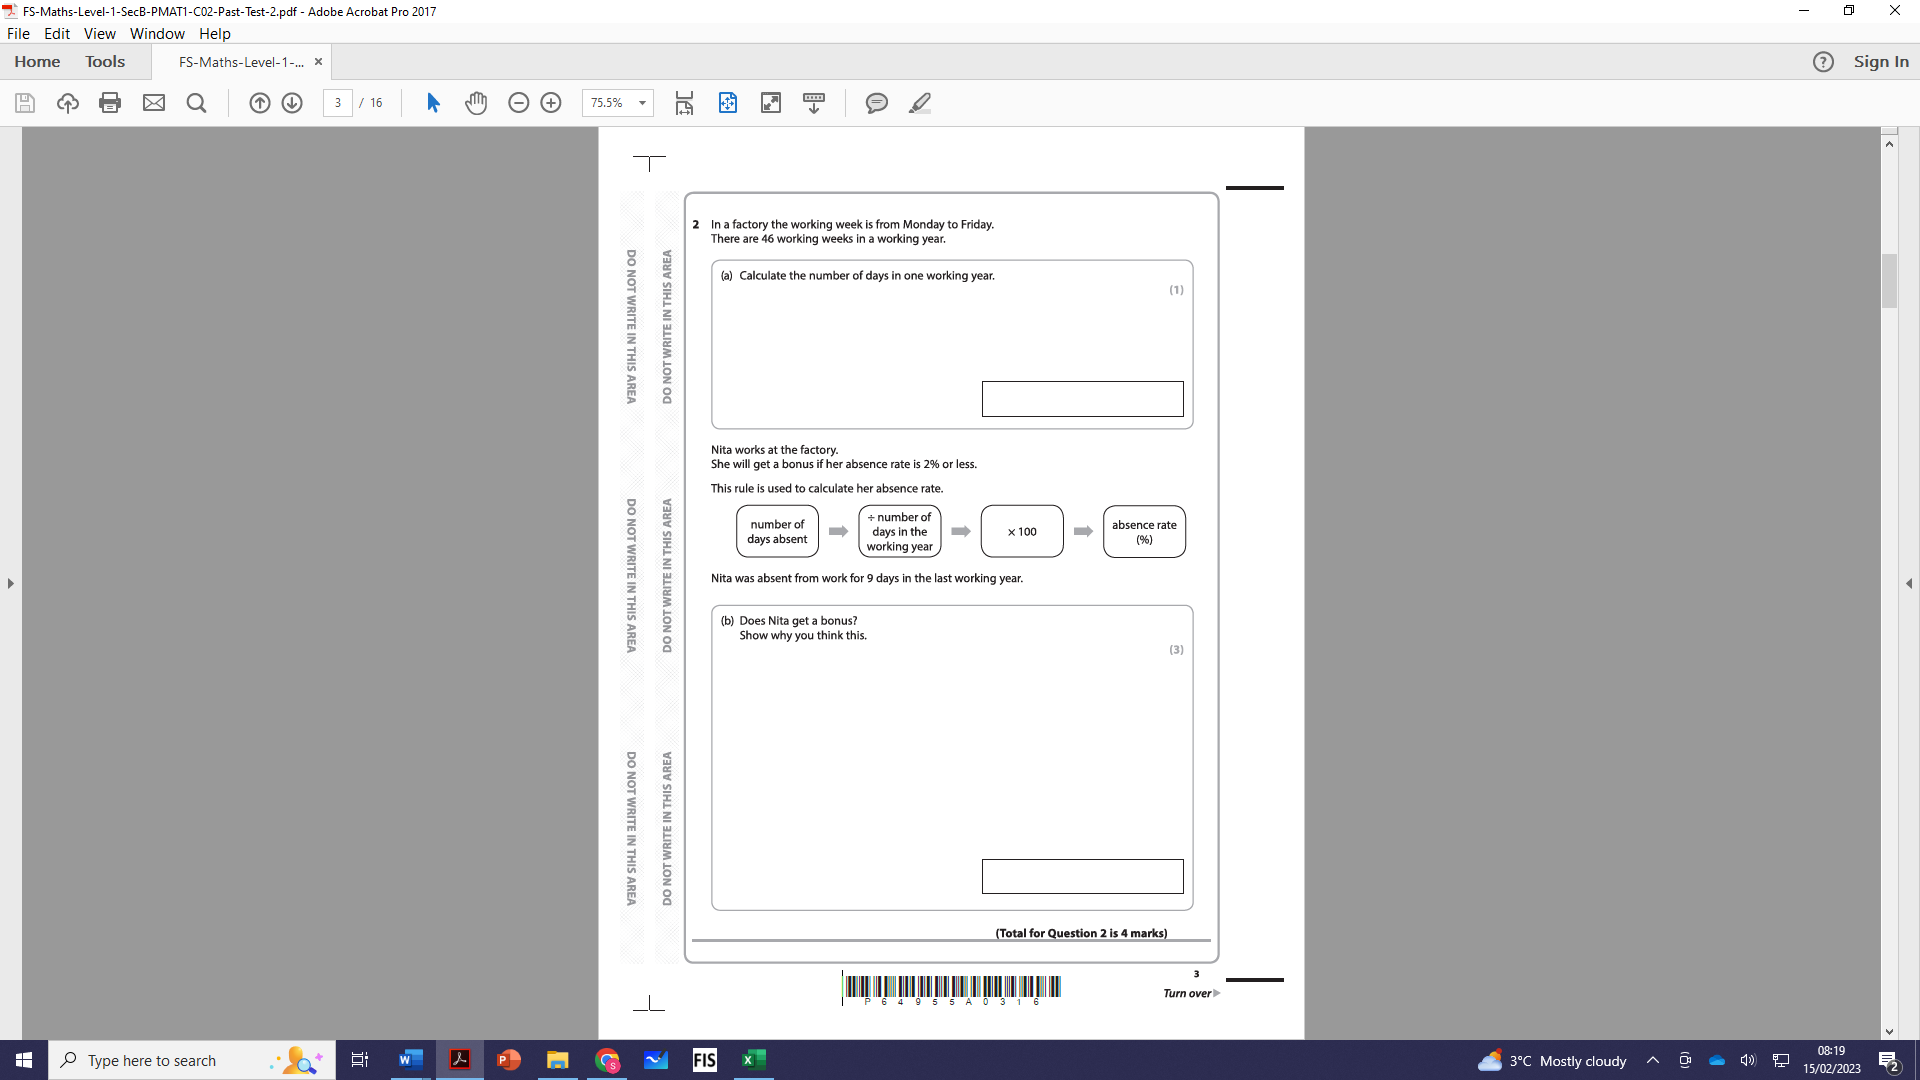 FS-Maths-Level-1-SecB-PMAT1-C02-Past-Test-2.pdf - Adobe Acrobat Pro 2017
File Edit View Window Help
Home Tools FS-Maths-Level-1-... × ? Sign In
3 / 16 75.5%
2 In a factory the working week is from Monday to Friday.
There are 46 working weeks in a working year.
(a) Calculate the number of days in one working year.
(1)
Nita works at the factory.
She will get a bonus if her absence rate is 2% or less.
This rule is used to calculate her absence rate.
number of
days absent
÷ number of
days in the
working year
× 100
absence rate
(%)
Nita was absent from work for 9 days in the last working year.
(b) Does Nita get a bonus?
Show why you think this.
(3)
(Total for Question 2 is 4 marks)
DO NOT WRITE IN THIS AREA
DO NOT WRITE IN THIS AREA
DO NOT WRITE IN THIS AREA
DO NOT WRITE IN THIS AREA
DO NOT WRITE IN THIS AREA
DO NOT WRITE IN THIS AREA
3
P 6 4 9 5 5 A 0 3 1 6
Turn over
Type here to search
W
P
S
FIS
X
3°C Mostly cloudy
08:19
15/02/2023
2